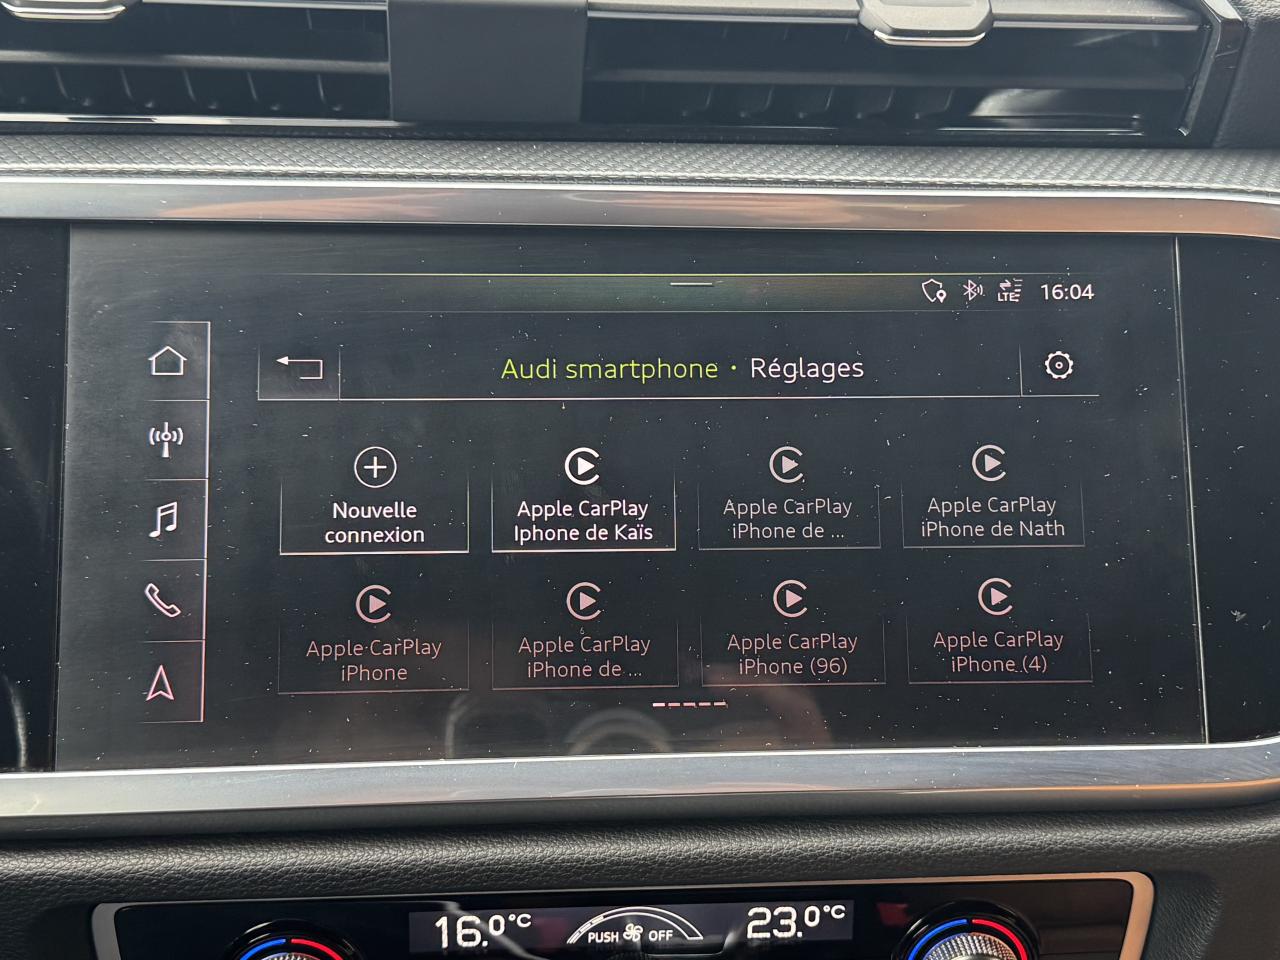 LTE 16:04
Audi smartphone • Réglages
Nouvelle
connexion
Apple CarPlay
Iphone de Kaïs
Apple CarPlay
iPhone de ...
Apple CarPlay
iPhone de Nath
Apple CarPlay
iPhone
Apple CarPlay
iPhone de ...
Apple CarPlay
iPhone (96)
Apple CarPlay
iPhone (4)
16.0°C PUSH OFF 23.0°C